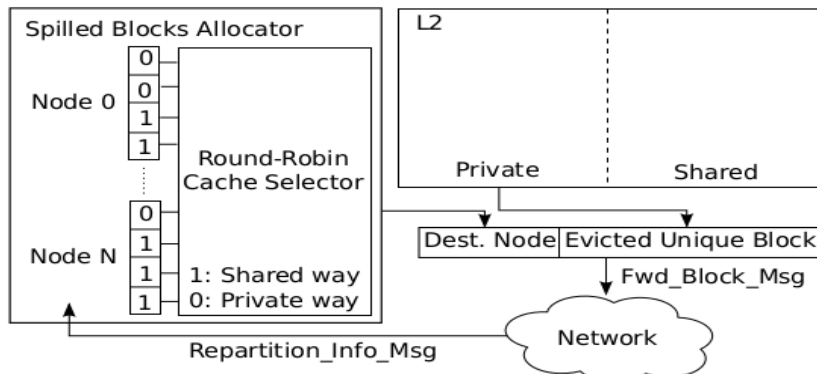 Spilled Blocks Allocator
Node 0
0
0
1
1
Round-Robin
Cache Selector
Node N
0
1
1
1
1: Shared way
0: Private way
L2
Private
Shared
Dest. Node
Evicted Unique Block
Fwd_Block_Msg
Network
Repartition_Info_Msg